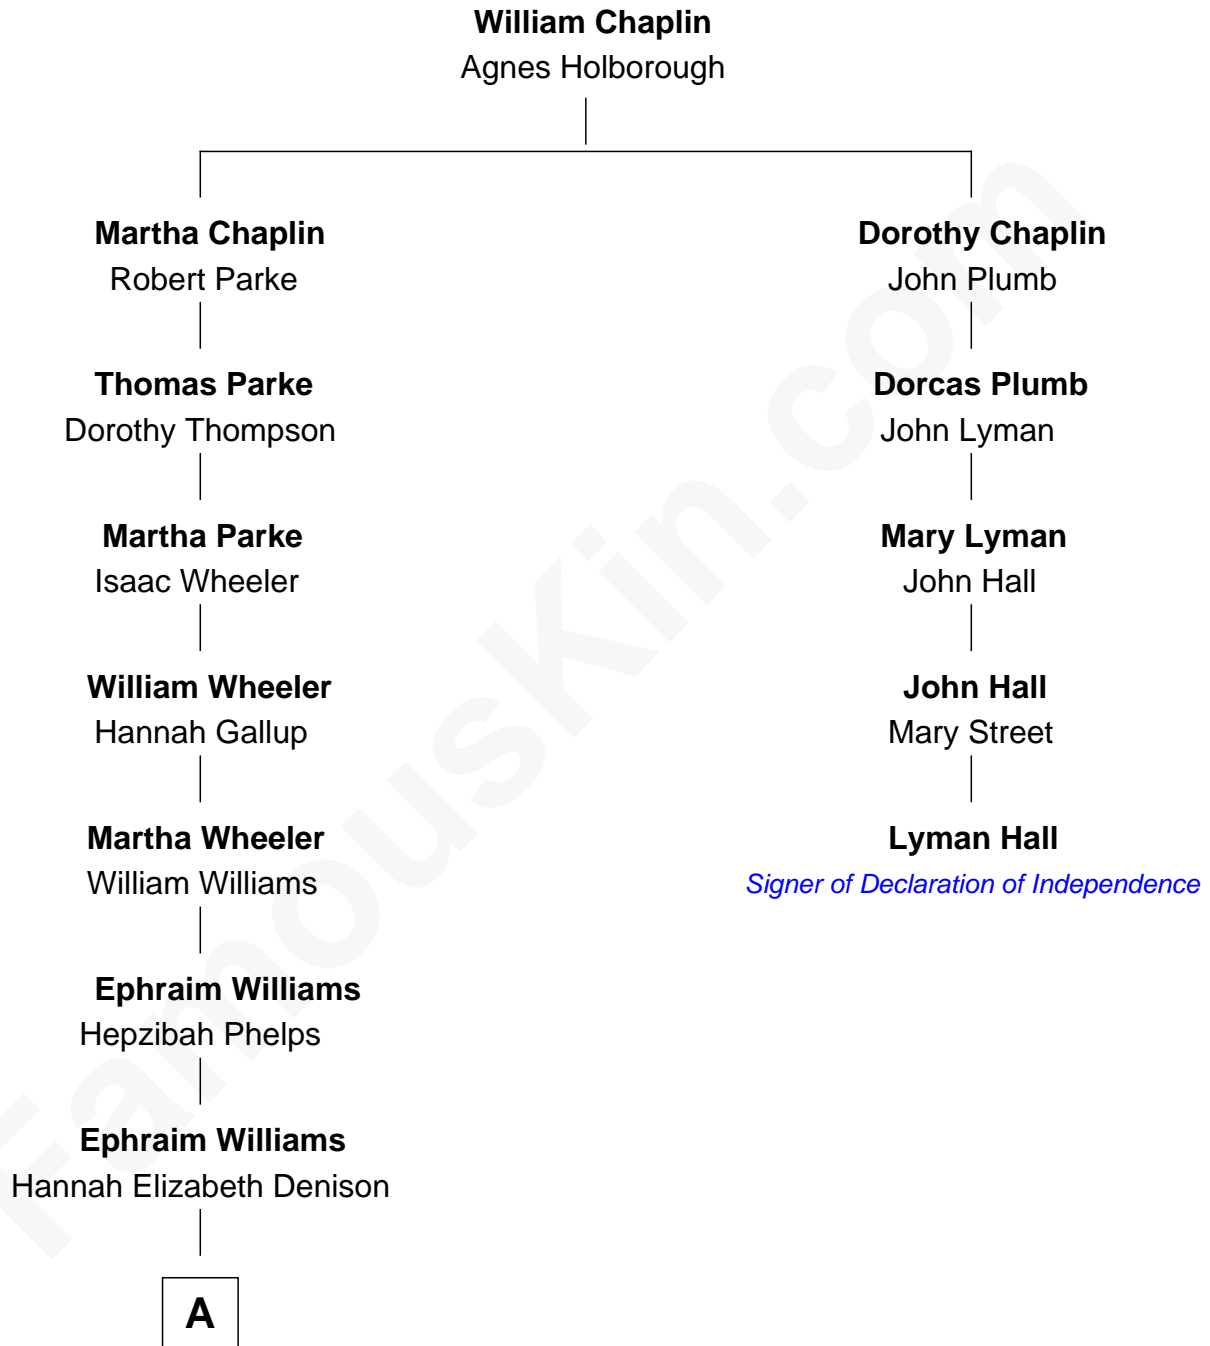 William Chaplin
Agnes Holborough
Martha Chaplin
Robert Parke
Dorothy Chaplin
John Plumb
Thomas Parke
Dorothy Thompson
Dorcas Plumb
John Lyman
Martha Parke
Isaac Wheeler
Mary Lyman
John Hall
William Wheeler
Hannah Gallup
John Hall
Mary Street
Martha Wheeler
William Williams
Lyman Hall
Signer of Declaration of Independence
Ephraim Williams
Hepzibah Phelps
Ephraim Williams
Hannah Elizabeth Denison
A
FamousKin.com